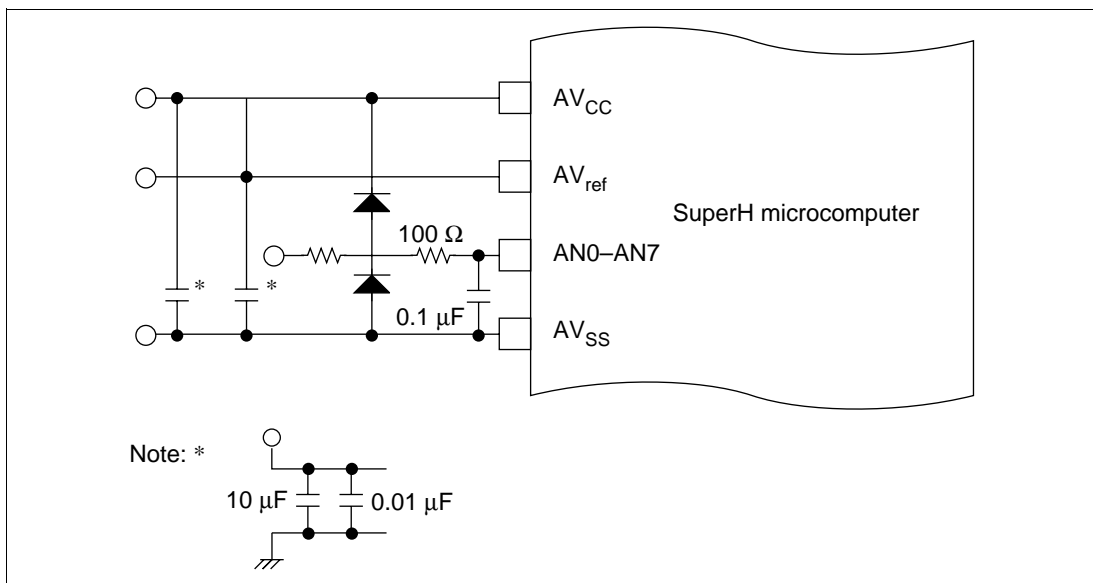 AVCC
AVref
SuperH microcomputer
100 Ω
AN0–AN7
*
*
0.1 μF
AVSS
Note: *
10 μF
0.01 μF